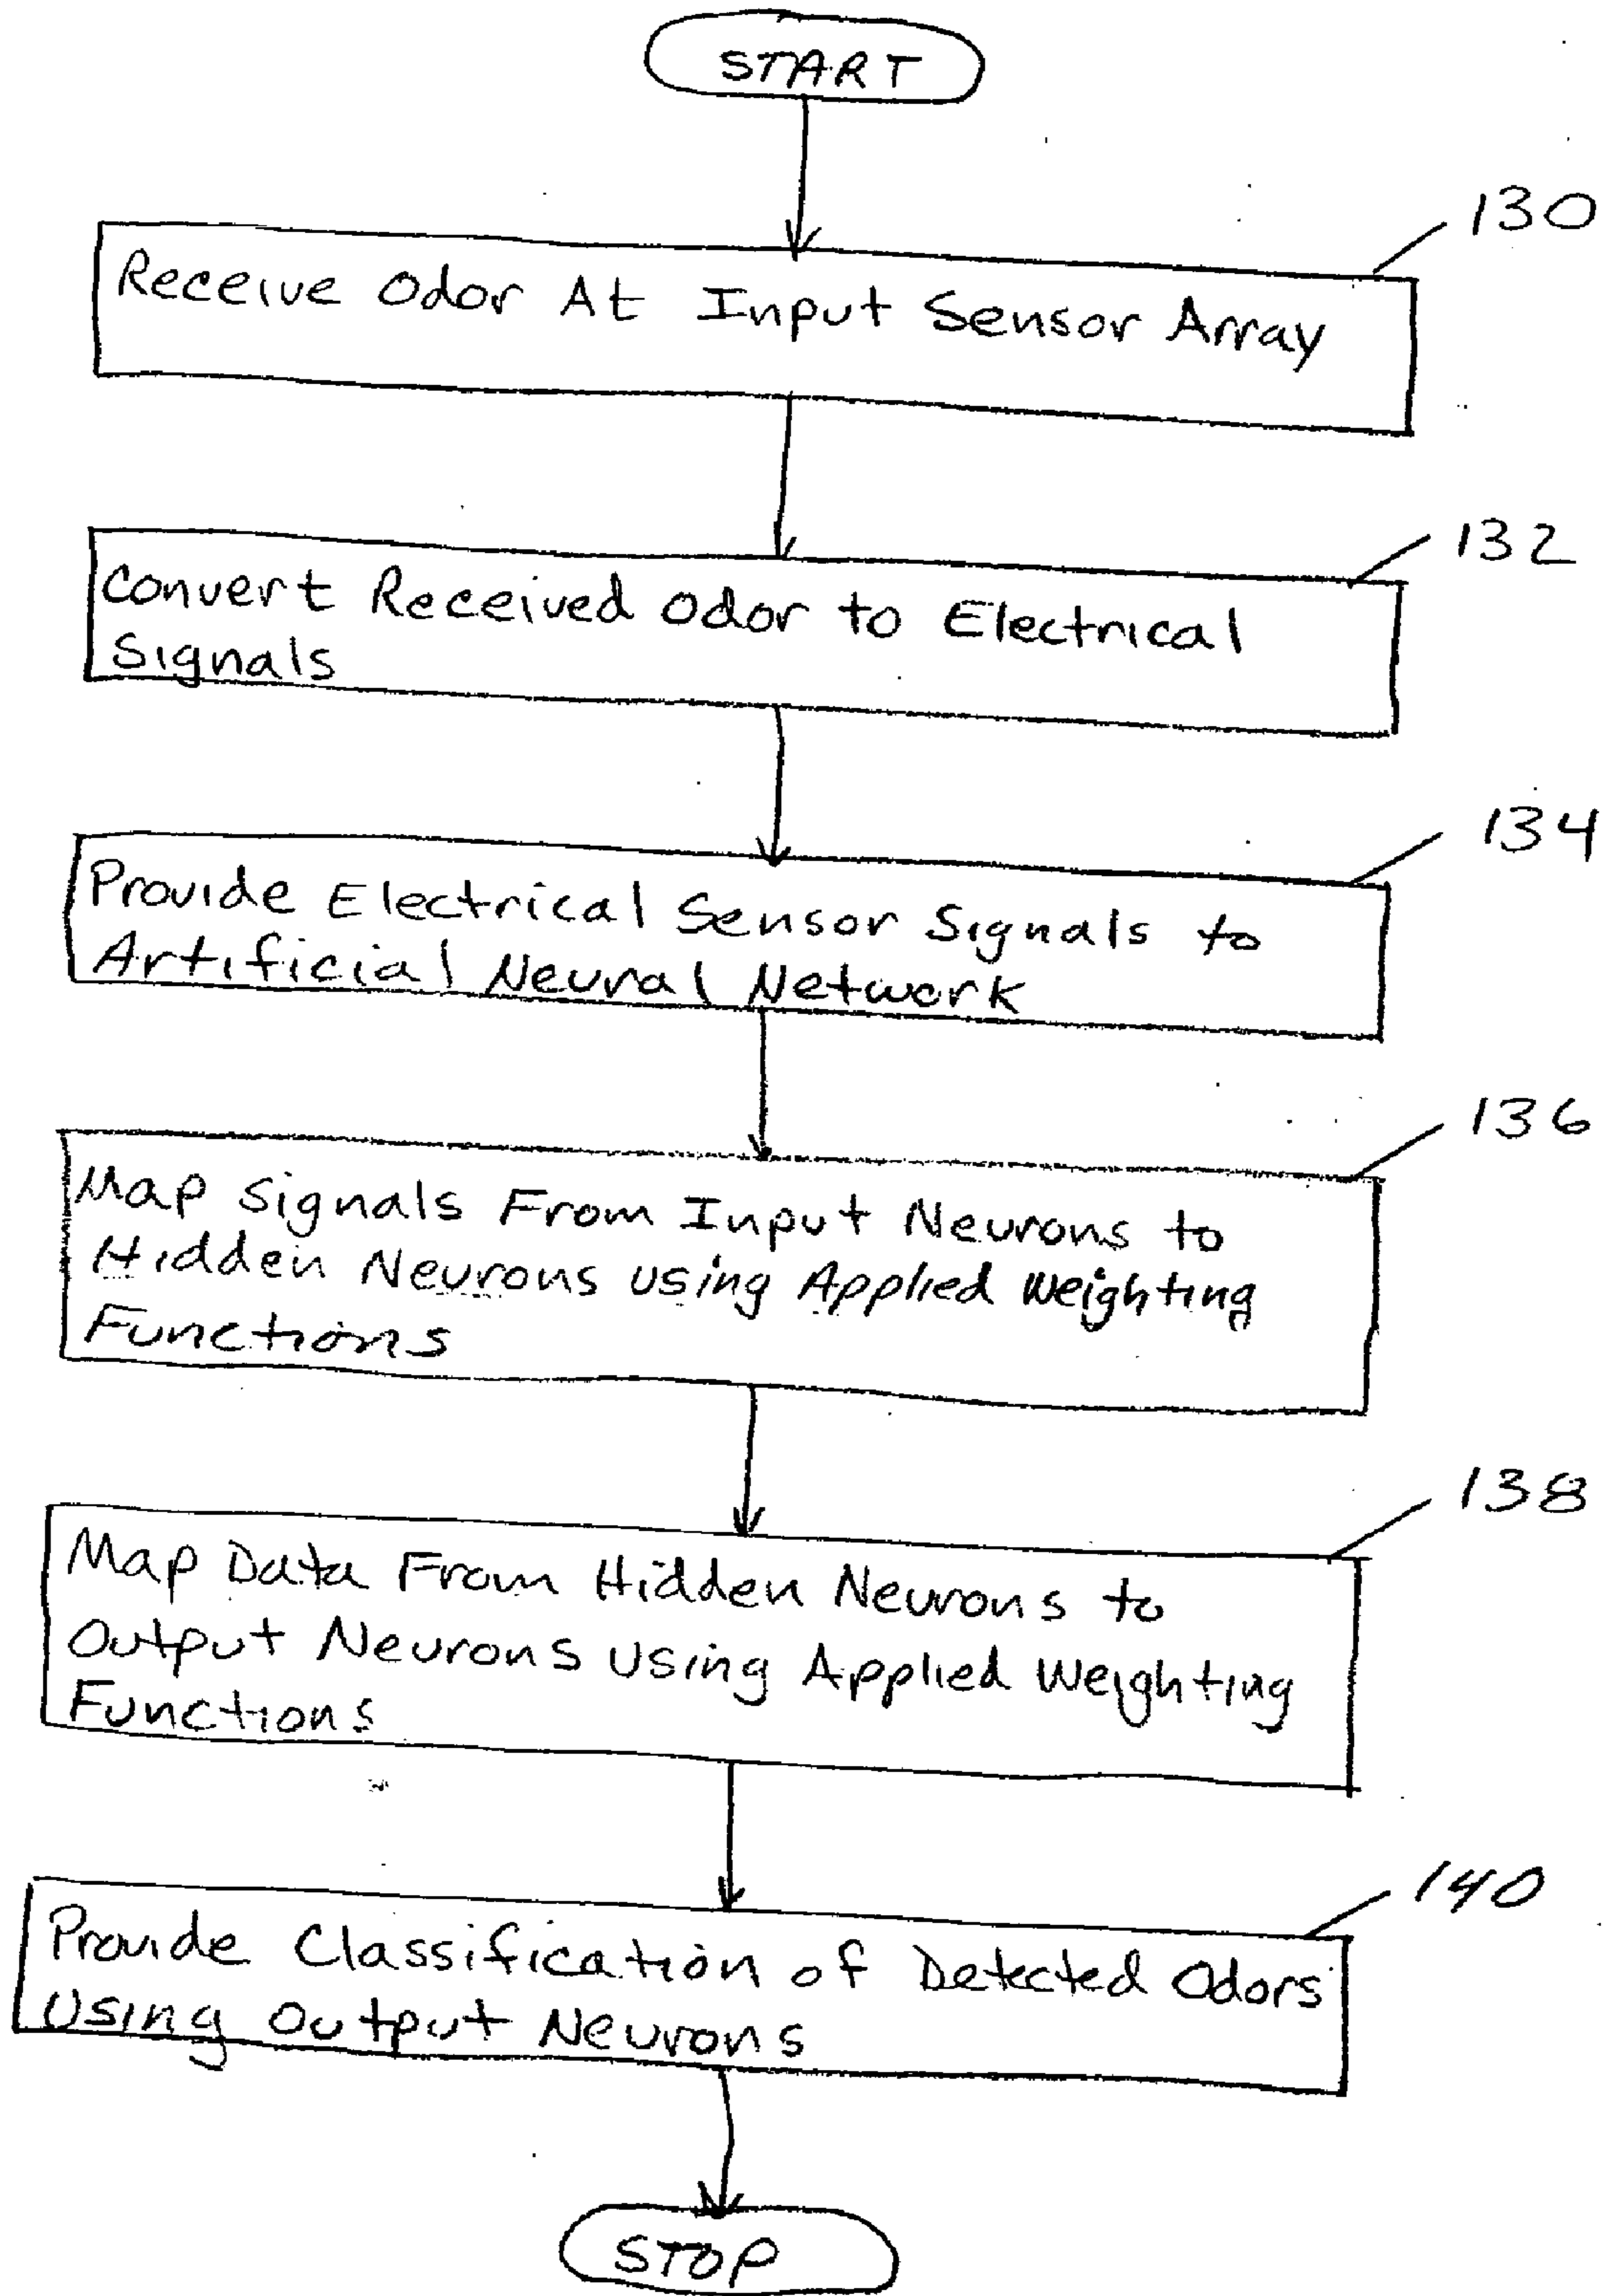 START
130
Receive Odor At Input Sensor Array
132
Convert Received Odor to Electrical
Signals
134
Provide Electrical Sensor Signals to
Artificial Neural Network
136
Map Signals From Input Neurons to
Hidden Neurons using Applied Weighting
Functions
138
Map Data From Hidden Neurons to
Output Neurons Using Applied Weighting
Functions
140
Provide Classification of Detected Odors
Using Output Neurons
STOP